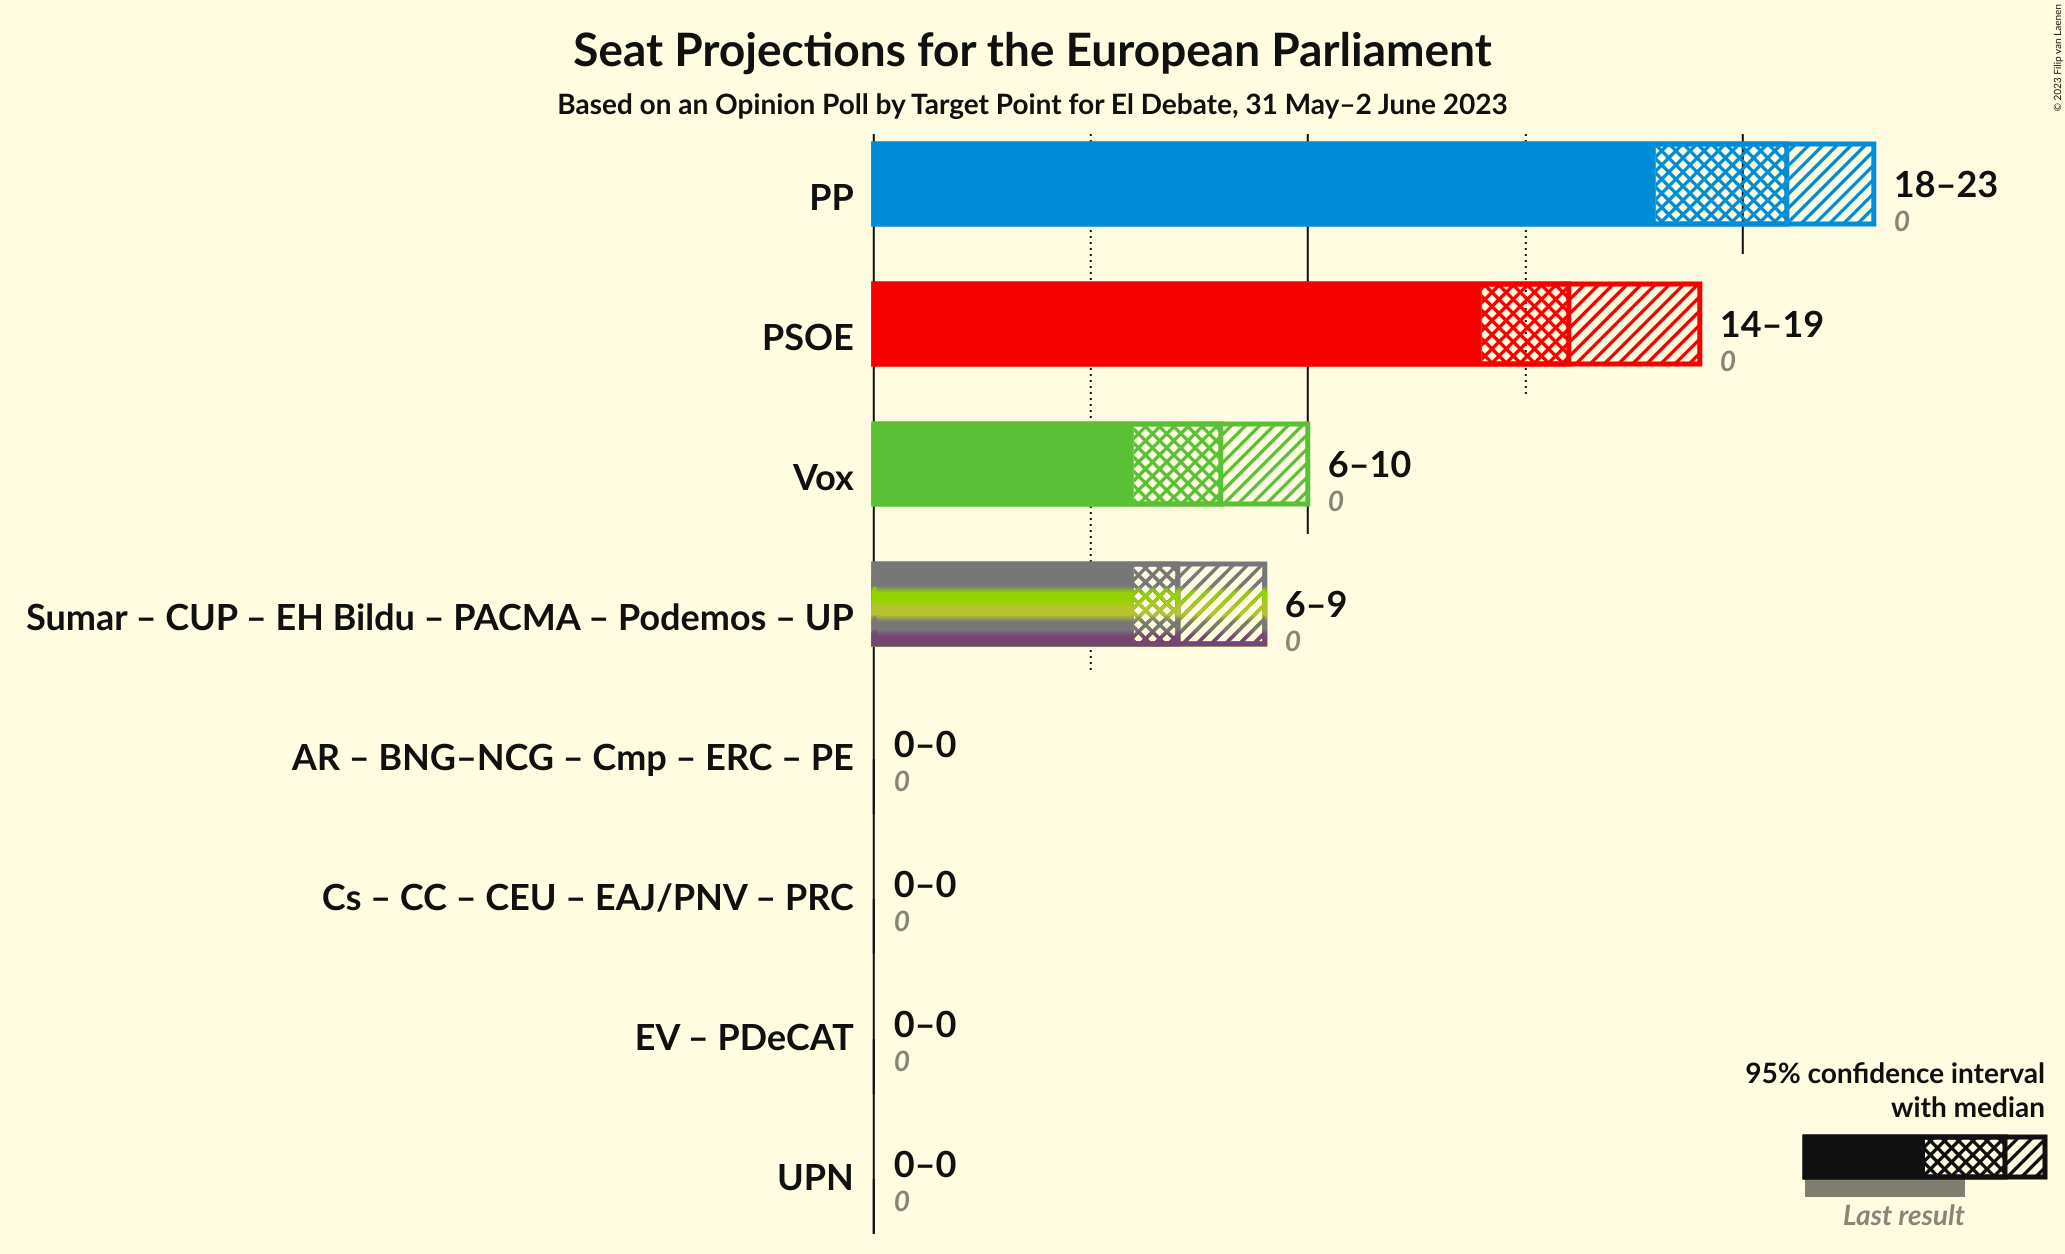 Seat Projections for the European Parliament
Based on an Opinion Poll by Target Point for El Debate, 31 May–2 June 2023
© 2023 Filip van Laenen
PP
18–23
0
PSOE
14–19
0
Vox
6–10
0
Sumar – CUP – EH Bildu – PACMA – Podemos – UP
6–9
0
AR – BNG–NCG – Cmp – ERC – PE
0–0
0
Cs – CC – CEU – EAJ/PNV – PRC
0–0
0
EV – PDeCAT
0–0
0
UPN
0–0
0
95% confidence interval
with median
Last result